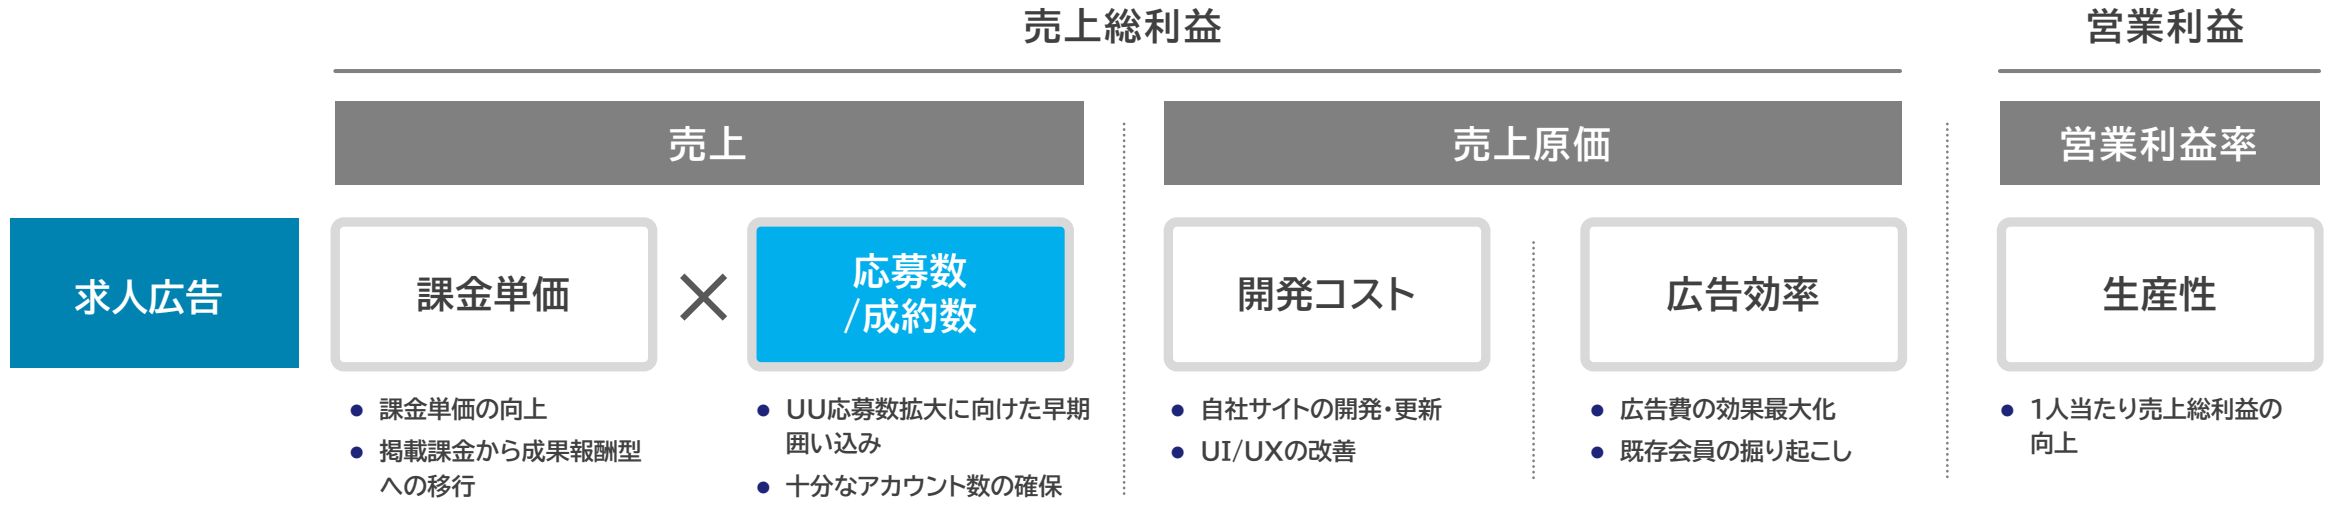 売上総利益
営業利益
売上
売上原価
営業利益率
求人広告
課金単価
×
応募数
/成約数
開発コスト
広告効率
生産性
● 課金単価の向上
● 掲載課金から成果報酬型
への移行
● UU応募数拡大に向けた早期
囲い込み
● 十分なアカウント数の確保
● 自社サイトの開発・更新
● UI/UXの改善
● 広告費の効果最大化
● 既存会員の掘り起こし
● 1人当たり売上総利益の
向上